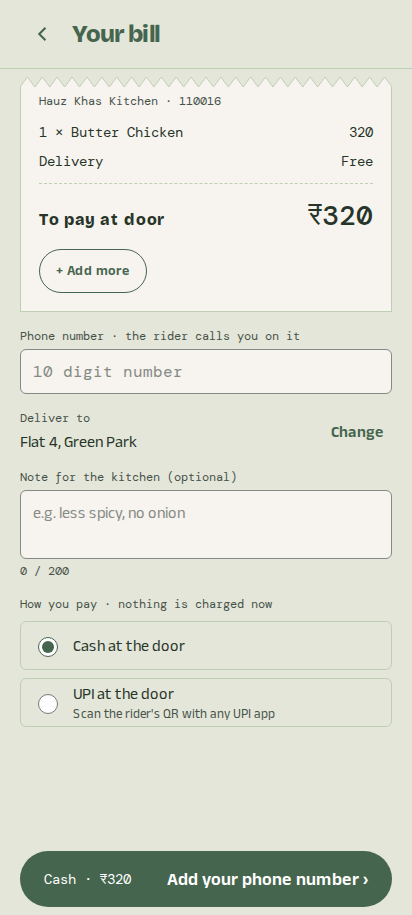 Your bill
Hauz Khas Kitchen · 110016
1 × Butter Chicken 320
Delivery Free
To pay at door ₹320
+ Add more
Phone number · the rider calls you on it
10 digit number
Deliver to
Flat 4, Green Park
Change
Note for the kitchen (optional)
e.g. less spicy, no onion
0 / 200
How you pay · nothing is charged now
Cash at the door
UPI at the door
Scan the rider's QR with any UPI app
Cash · ₹320 Add your phone number ›